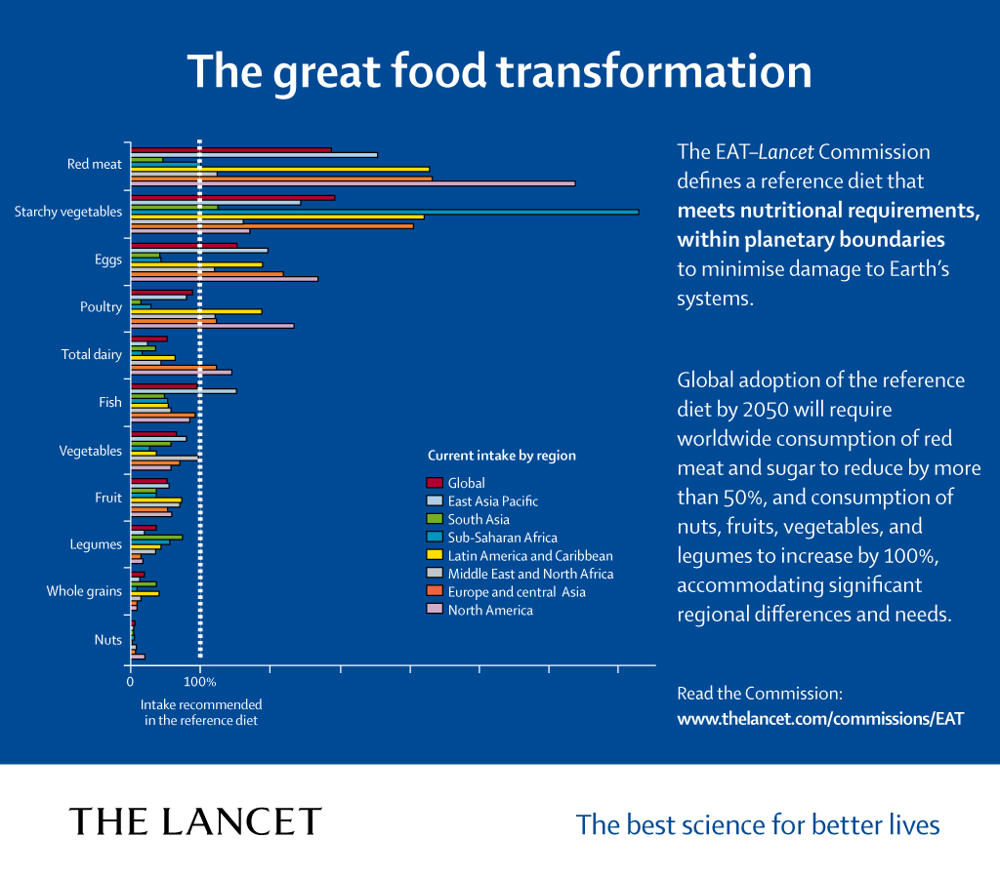 The great food transformation
Red meat
Starchy vegetables
Eggs
Poultry
Total dairy
Fish
Vegetables
Fruit
Legumes
Whole grains
Nuts
0
100%
Intake recommended
in the reference diet
Current intake by region
Global
East Asia Pacific
South Asia
Sub-Saharan Africa
Latin America and Caribbean
Middle East and North Africa
Europe and central Asia
North America
The EAT–Lancet Commission
defines a reference diet that
meets nutritional requirements,
within planetary boundaries
to minimise damage to Earth’s
systems.
Global adoption of the reference
diet by 2050 will require
worldwide consumption of red
meat and sugar to reduce by more
than 50%, and consumption of
nuts, fruits, vegetables, and
legumes to increase by 100%,
accommodating significant
regional differences and needs.
Read the Commission:
www.thelancet.com/commissions/EAT
THE LANCET
The best science for better lives